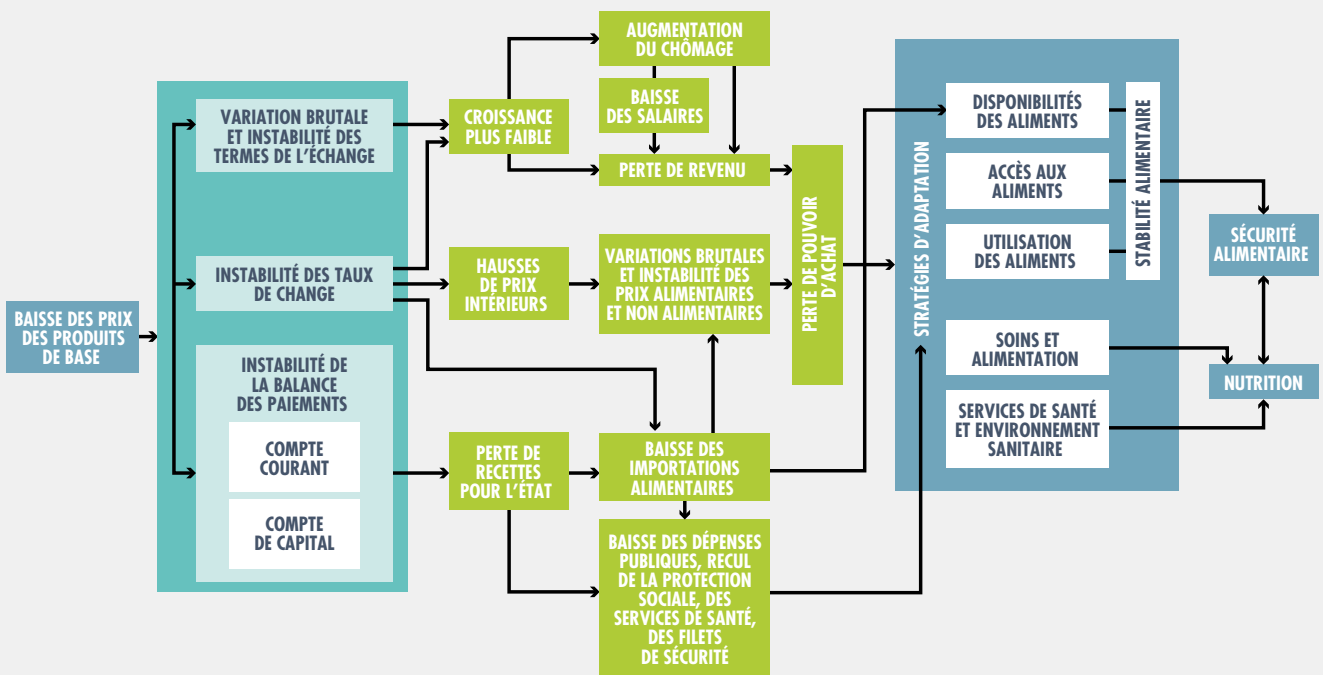 BAISSE DES PRIX
DES PRODUITS
DE BASE
VARIATION BRUTALE
ET INSTABILITÉ DES
TERMES DE L'ÉCHANGE
INSTABILITÉ DES TAUX
DE CHANGE
INSTABILITÉ DE
LA BALANCE
DES PAIEMENTS
COMPTE
COURANT
COMPTE
DE CAPITAL
CROISSANCE
PLUS FAIBLE
HAUSSES
DE PRIX
INTÉRIEURS
PERTE DE
RECETTES
POUR L'ÉTAT
AUGMENTATION
DU CHÔMAGE
BAISSE
DES SALAIRES
PERTE DE REVENU
VARIATIONS BRUTALES
ET INSTABILITÉ DES
PRIX ALIMENTAIRES
ET NON ALIMENTAIRES
BAISSE DES
IMPORTATIONS
ALIMENTAIRES
BAISSE DES DÉPENSES
PUBLIQUES, RECUL
DE LA PROTECTION
SOCIALE, DES
SERVICES DE SANTÉ,
DES FILETS
DE SÉCURITÉ
PERTE DE POUVOIR
D'ACHAT
STRATÉGIES D'ADAPTATION
DISPONIBILITÉS
DES ALIMENTS
ACCÈS AUX
ALIMENTS
UTILISATION
DES ALIMENTS
STABILITÉ ALIMENTAIRE
SOINS ET
ALIMENTATION
SERVICES DE SANTÉ
ET ENVIRONNEMENT
SANITAIRE
SÉCURITÉ
ALIMENTAIRE
NUTRITION